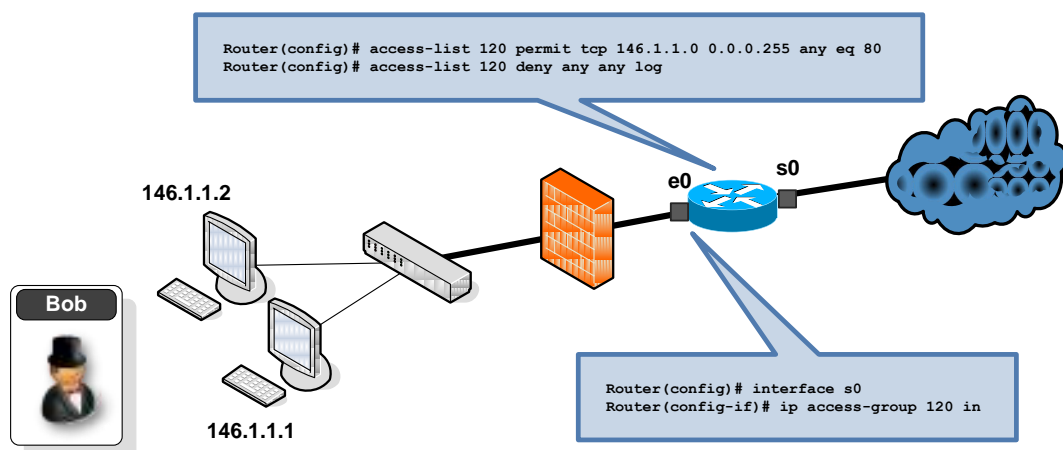 Router(config)# access-list 120 permit tcp 146.1.1.0 0.0.0.255 any eq 80
Router(config)# access-list 120 deny any any log
s0
e0
146.1.1.2
Bob
Router(config)# interface s0
Router(config-if)# ip access-group 120 in
146.1.1.1